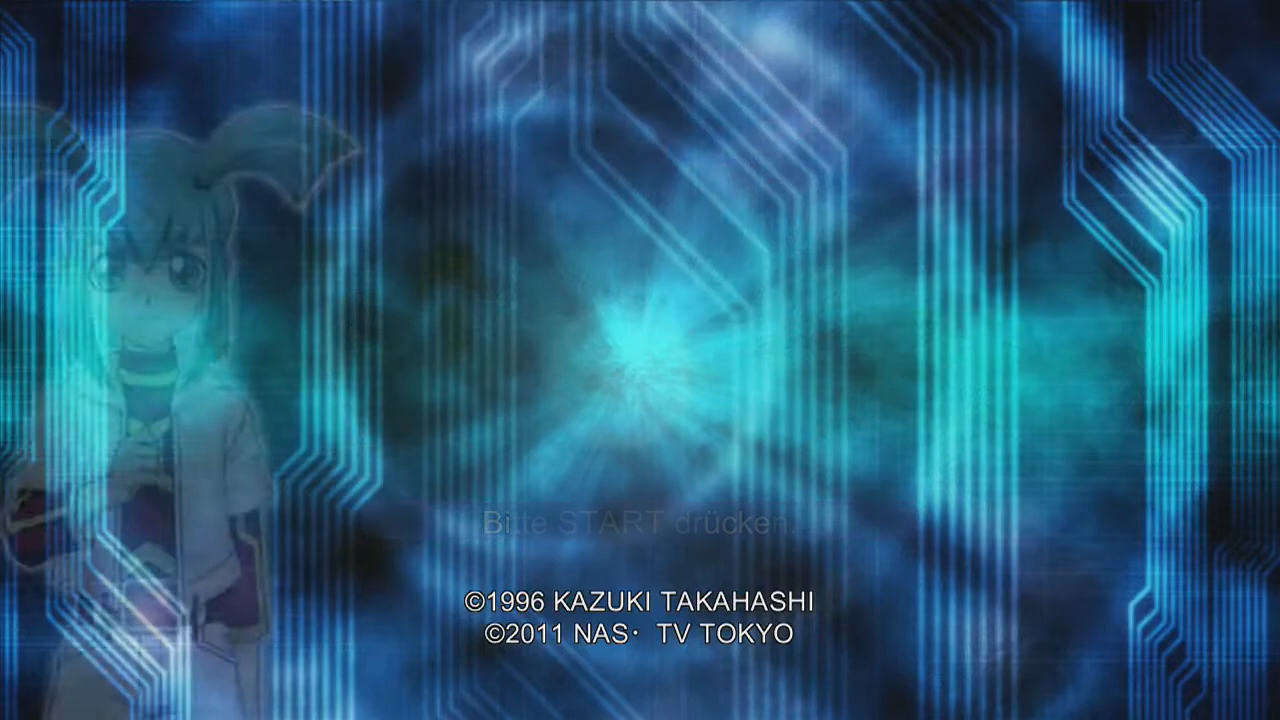 Bitte START drücken.
©1996 KAZUKI TAKAHASHI
©2011 NAS・ TV TOKYO